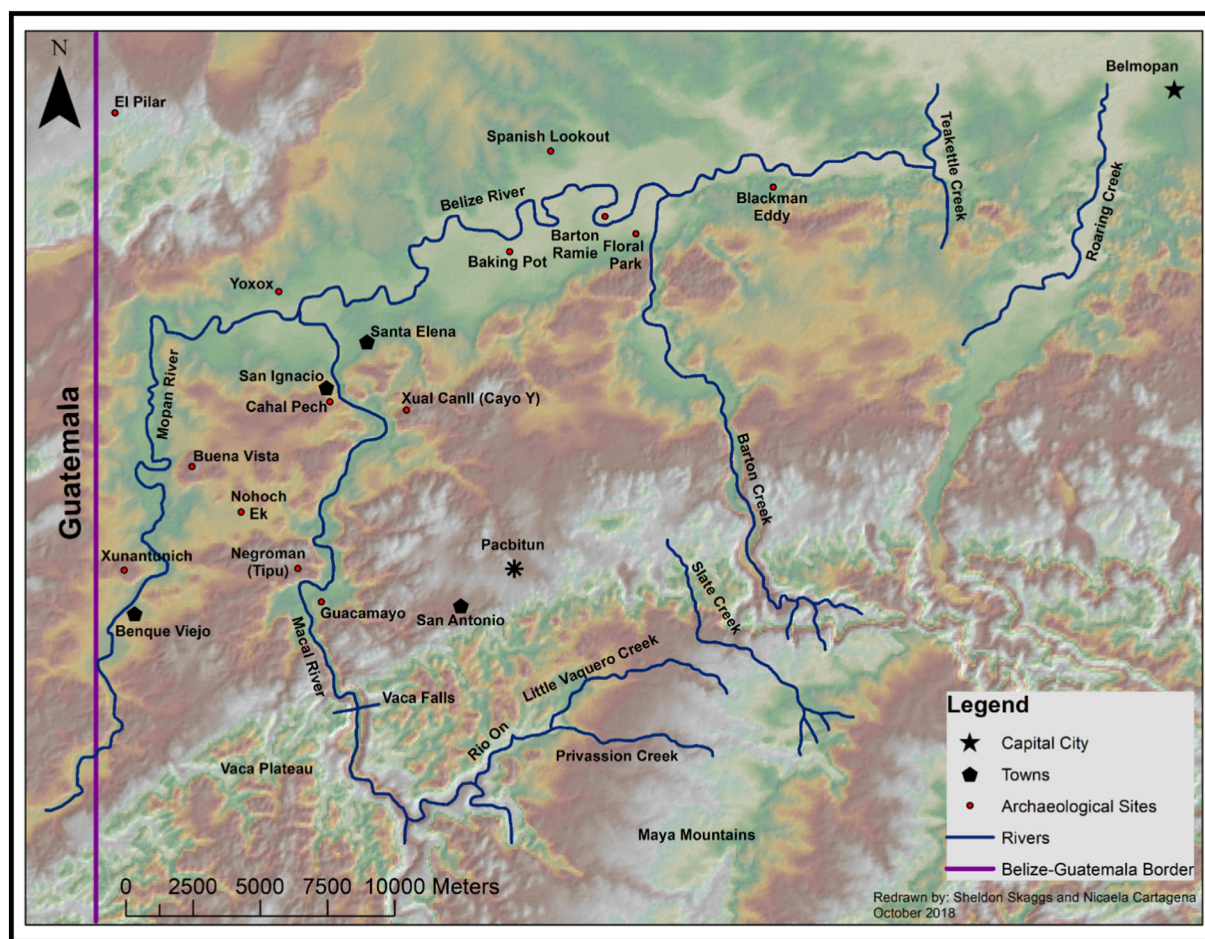 N
El Pilar
Belmopan
Spanish Lookout
Teakettle Creek
Roaring Creek
Belize River
Blackman
Eddy
Barton
Ramie
Floral
Park
Baking Pot
Yoxox
Santa Elena
Mopan River
San Ignacio
Cahal Pech
Xual Canll (Cayo Y)
Guatemala
Buena Vista
Barton Creek
Nohoch
Ek
Xunantunich
Negroman
(Tipu)
Pacbitun
Slate Creek
Guacamayo
San Antonio
Benque Viejo
Macal River
Little Vaquero Creek
Vaca Falls
Rio On
Privassion Creek
Vaca Plateau
Maya Mountains
Legend
Capital City
Towns
Archaeological Sites
Rivers
Belize-Guatemala Border
0 2500 5000 7500 10000 Meters
Redrawn by: Sheldon Skaggs and Nicaela Cartagena
October 2018